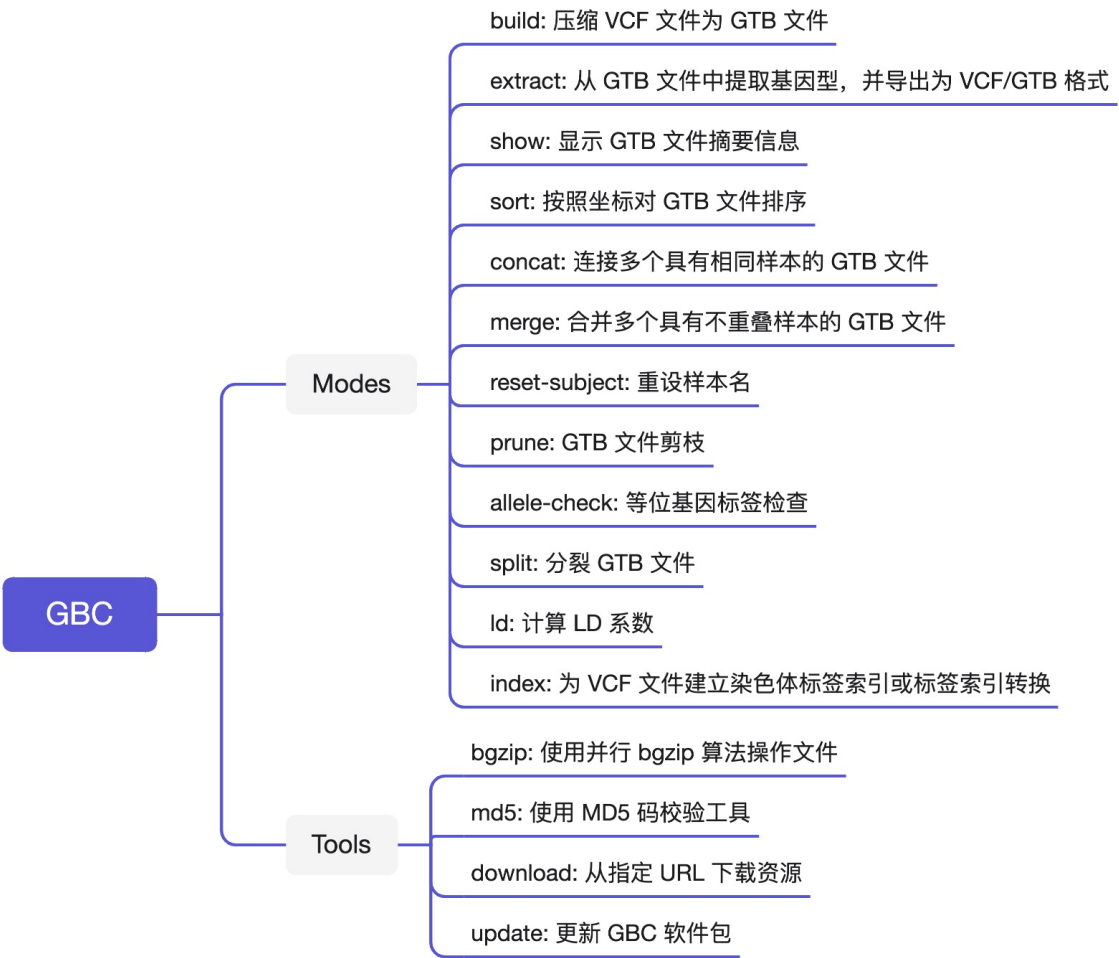 GBC
Modes
build: 压缩 VCF 文件为 GTB 文件
extract: 从 GTB 文件中提取基因型，并导出为 VCF/GTB 格式
show: 显示 GTB 文件摘要信息
sort: 按照坐标对 GTB 文件排序
concat: 连接多个具有相同样本的 GTB 文件
merge: 合并多个具有不重叠样本的 GTB 文件
reset-subject: 重设样本名
prune: GTB 文件剪枝
allele-check: 等位基因标签检查
split: 分裂 GTB 文件
ld: 计算 LD 系数
index: 为 VCF 文件建立染色体标签索引或标签索引转换
Tools
bgzip: 使用并行 bgzip 算法操作文件
md5: 使用 MD5 码校验工具
download: 从指定 URL 下载资源
update: 更新 GBC 软件包